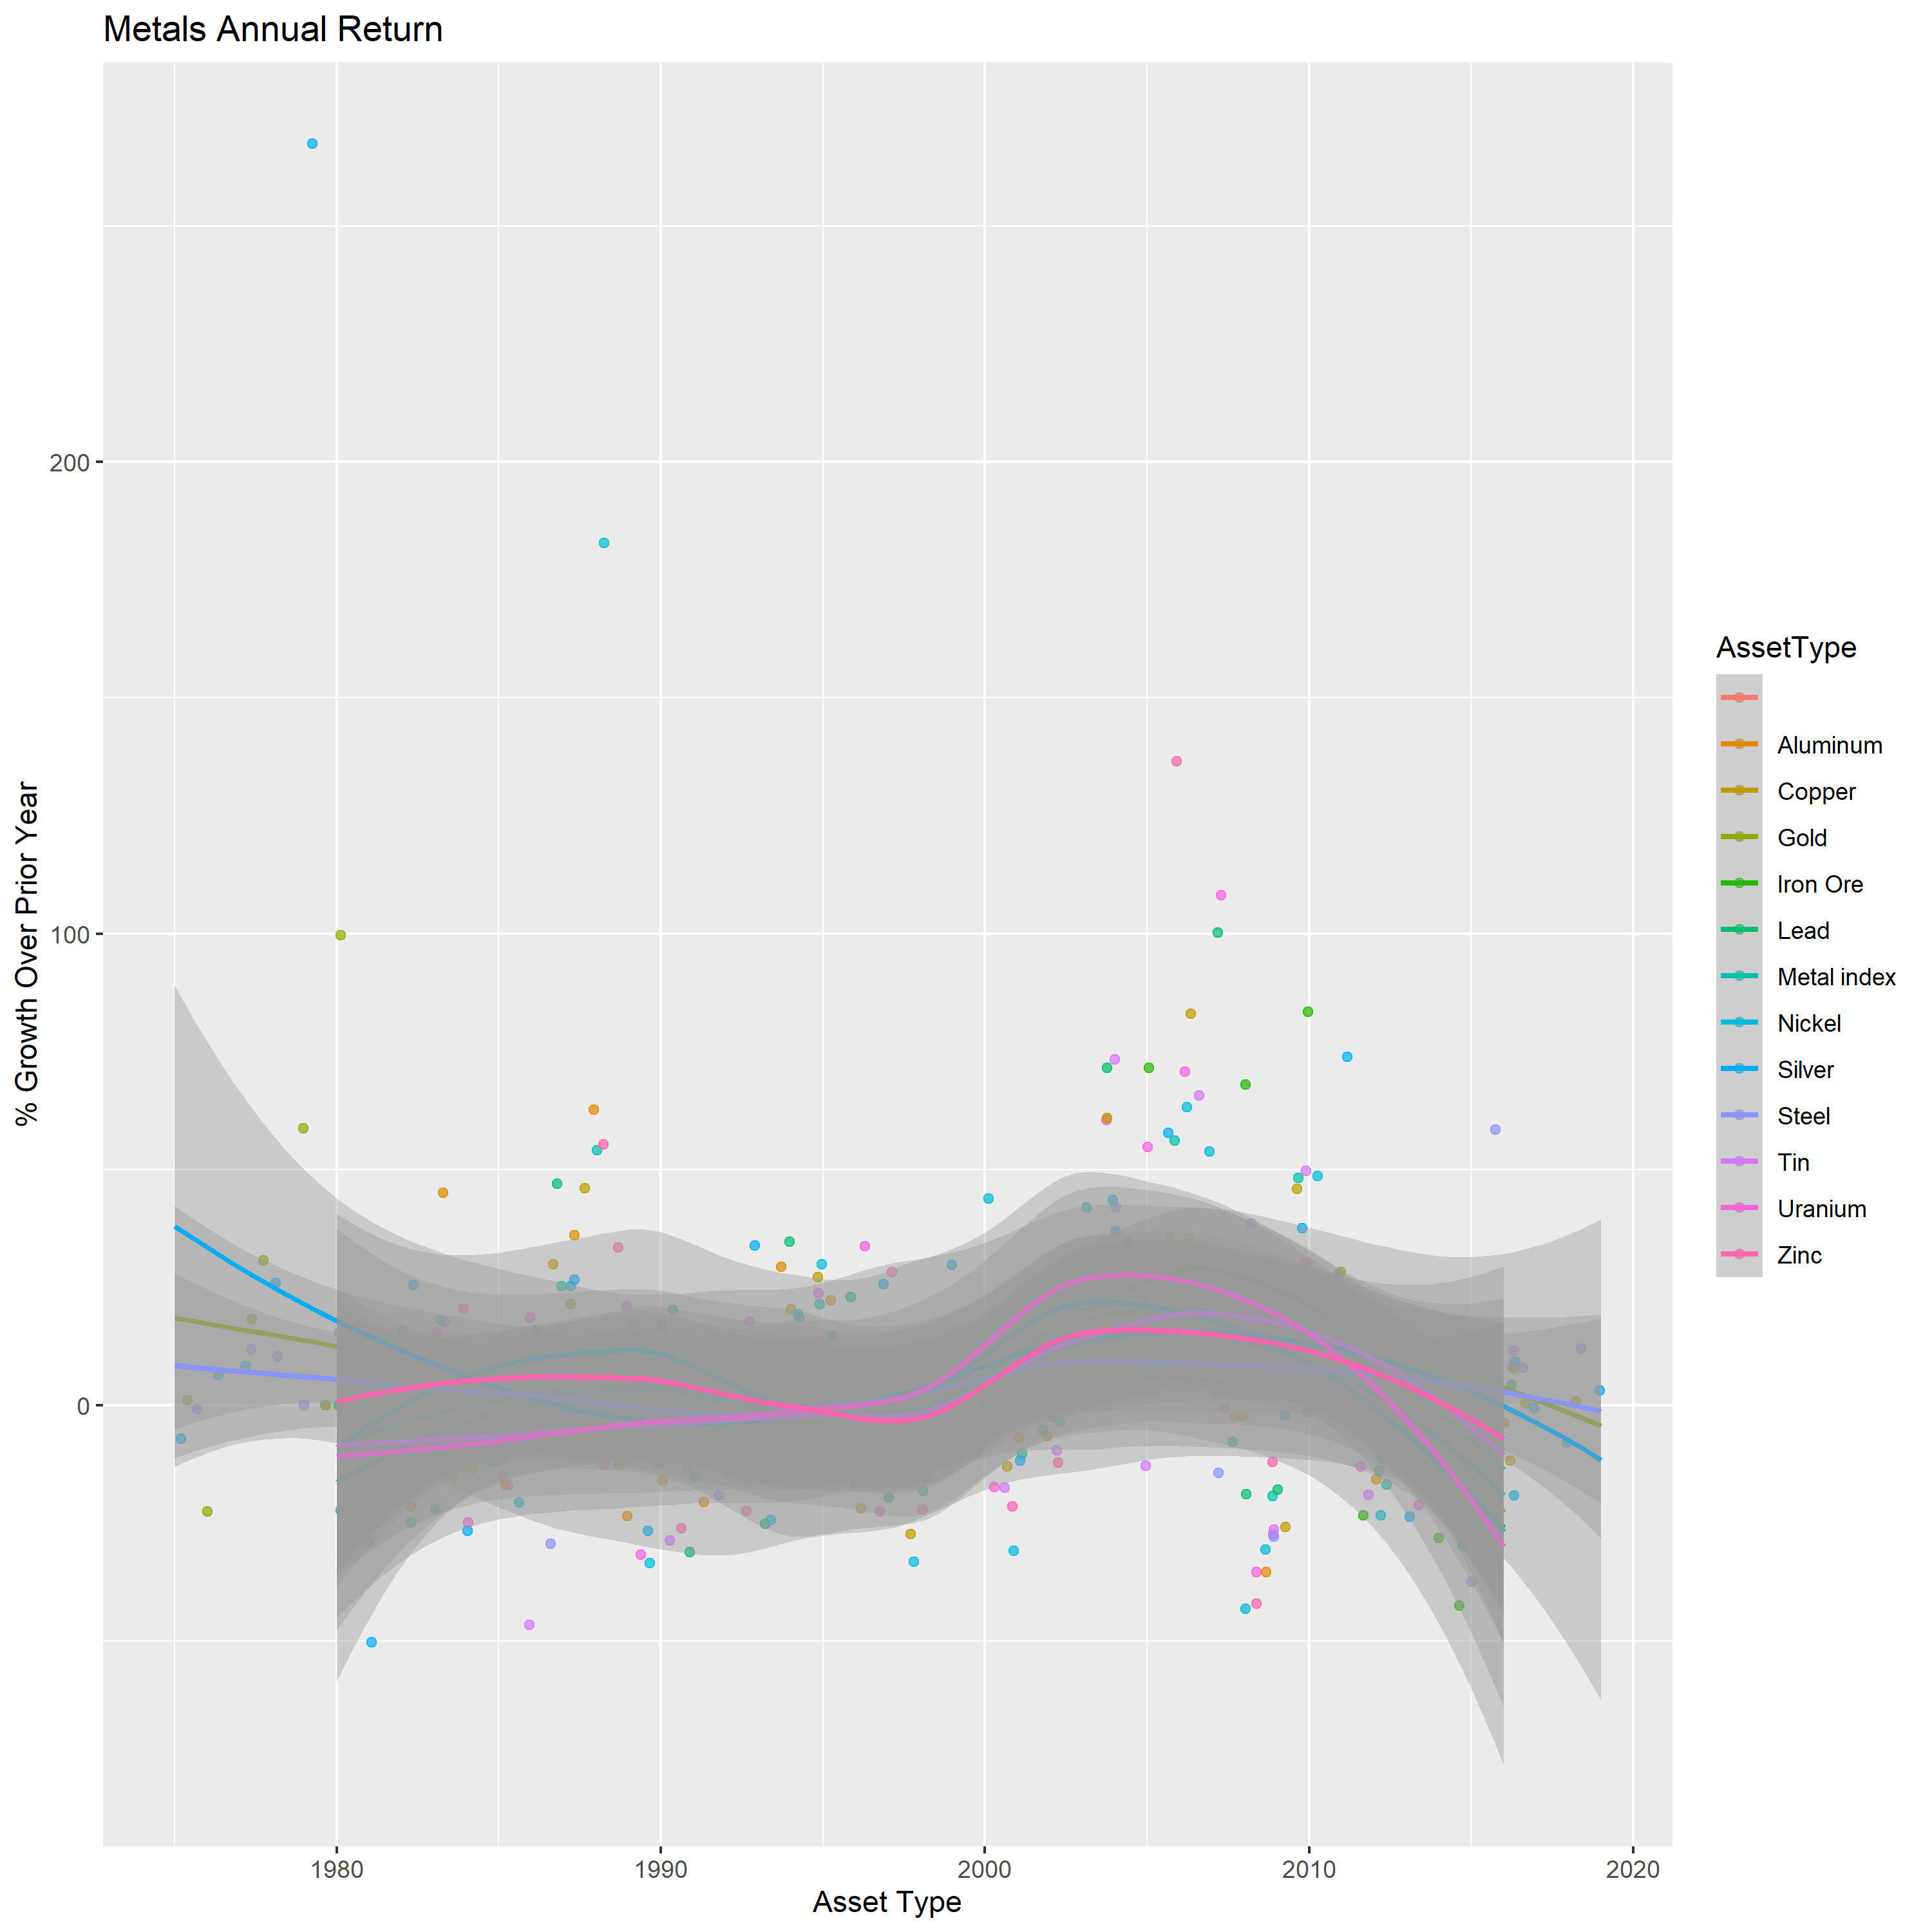 Metals Annual Return
% Growth Over Prior Year
200
100
0
1980
1990
2000
2010
2020
Asset Type
AssetType
Aluminum
Copper
Gold
Iron Ore
Lead
Metal index
Nickel
Silver
Steel
Tin
Uranium
Zinc